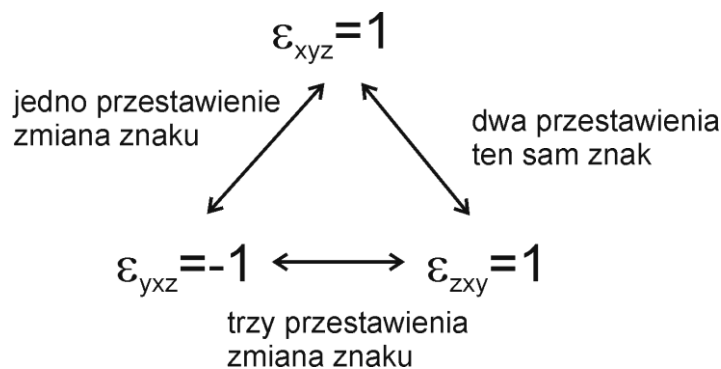 εxyz=1
jedno przestawienie
zmiana znaku
dwa przestawienia
ten sam znak
εyxz=-1
εzxy=1
trzy przestawienia
zmiana znaku